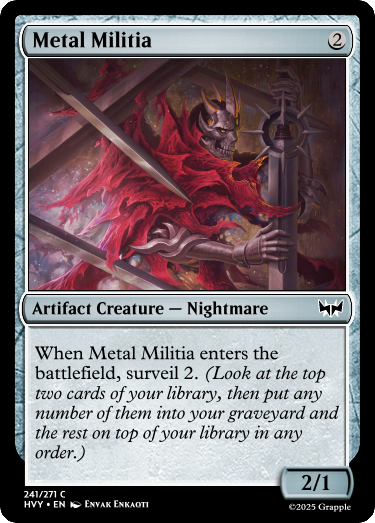 Metal Militia 2
Artifact Creature — Nightmare
When Metal Militia enters the
battlefield, surveil 2. (Look at the top
two cards of your library, then put any
number of them into your graveyard and
the rest on top of your library in any
order.)
2/1
241/271 C
HVY • EN Envak Enkaoti
©2025 Grapple